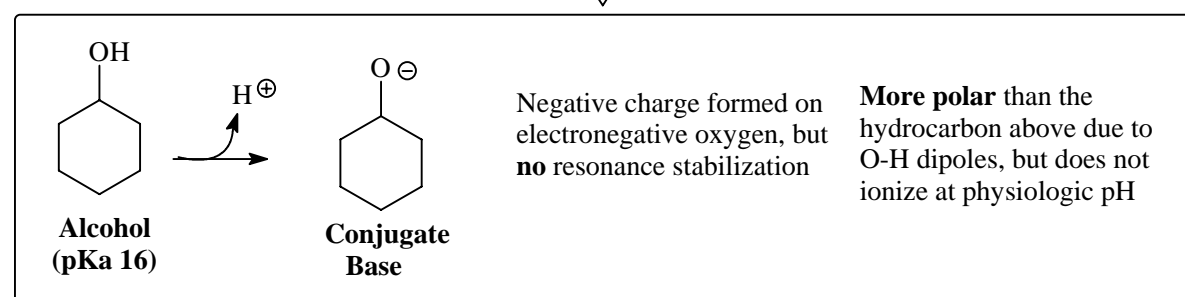 OH
H⊕
O⊖
Alcohol
(pKa 16)
Conjugate
Base
Negative charge formed on
electronegative oxygen, but
no resonance stabilization
More polar than the
hydrocarbon above due to
O-H dipoles, but does not
ionize at physiologic pH